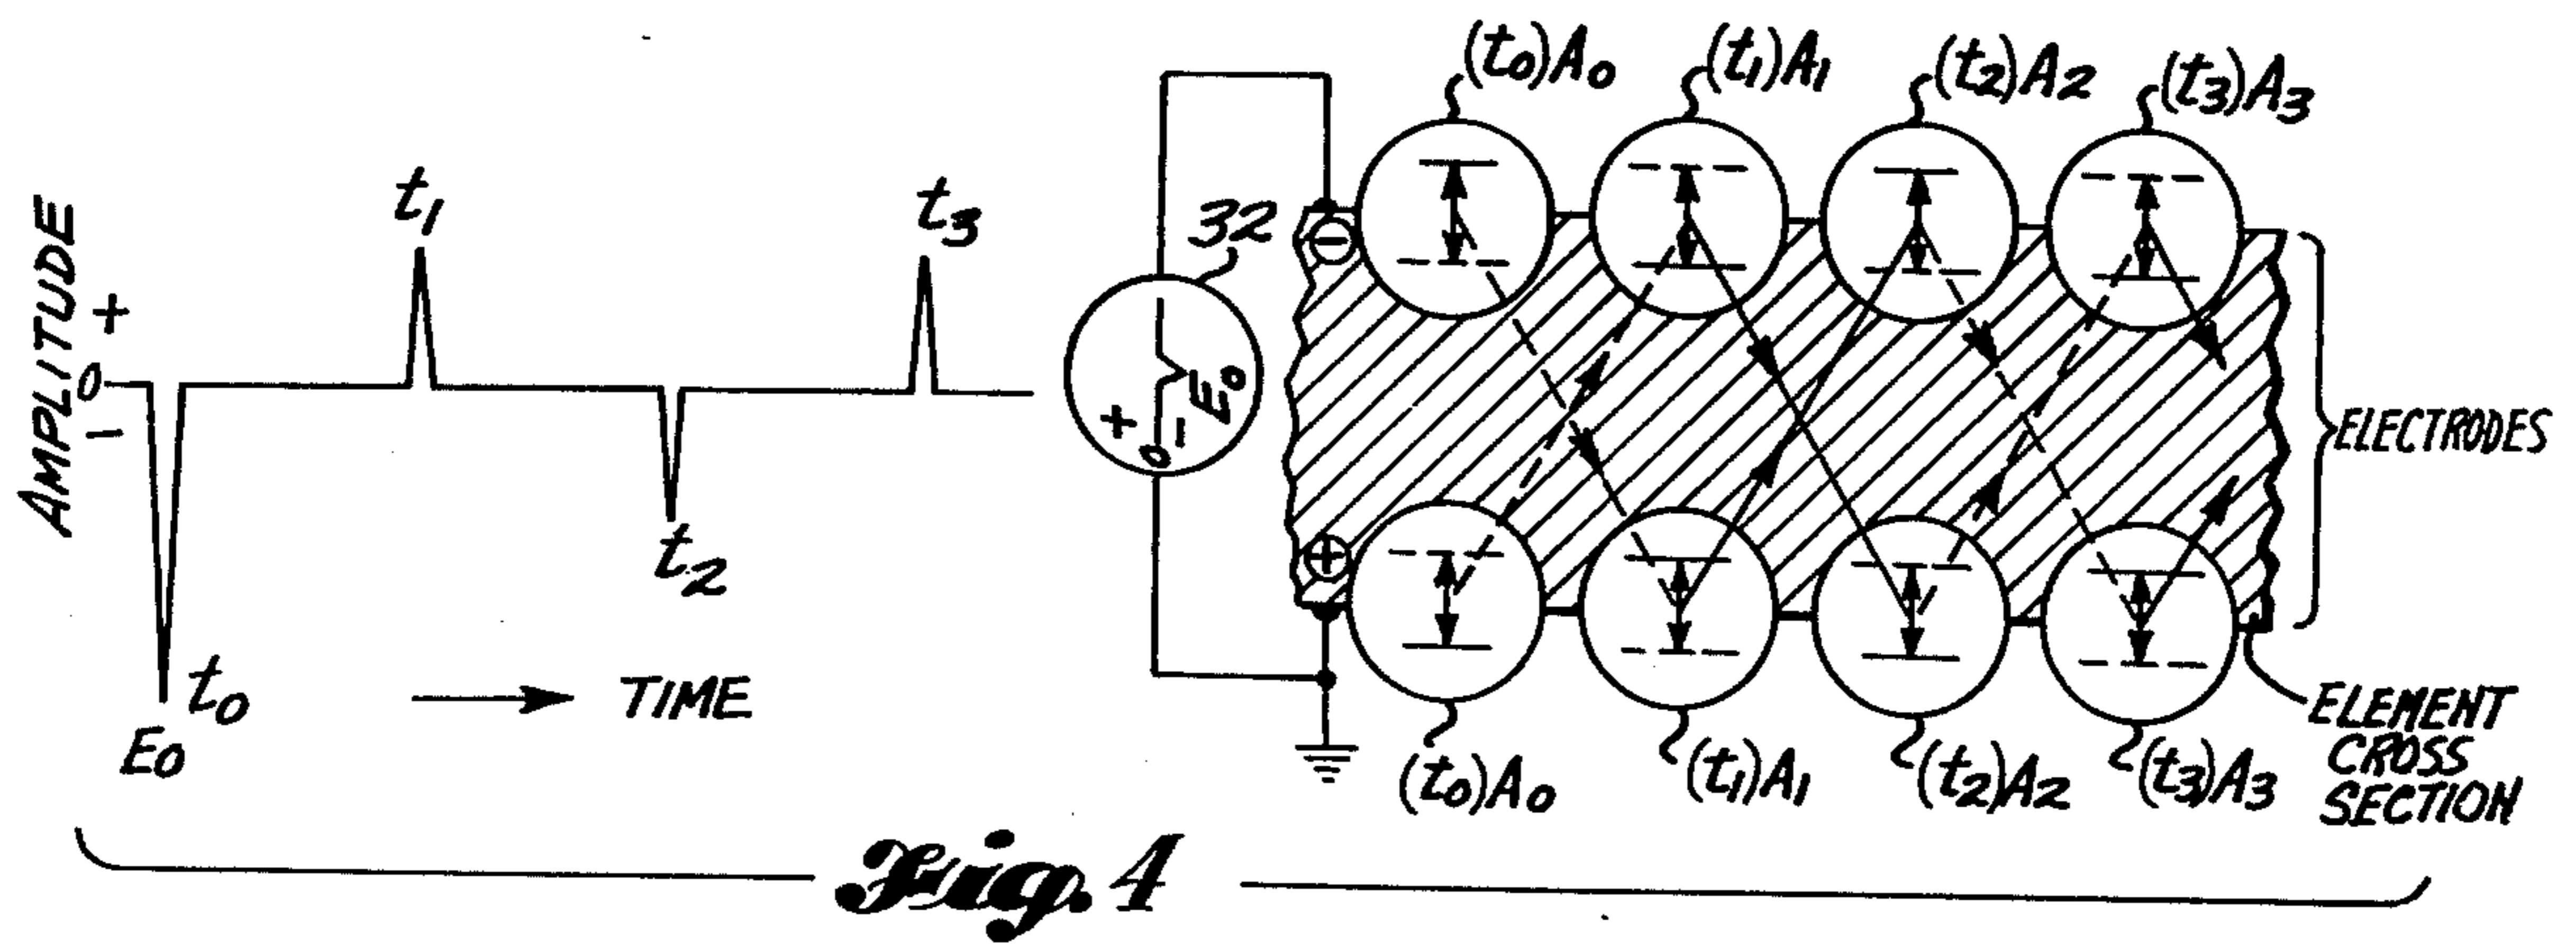 AMPLITUDE
+
0
-
t0
E0
t1
t2
t3
TIME
32
+
0
-
E0
-
+
(t0)A0
(t1)A1
(t2)A2
(t3)A3
ELECTRODES
(t0)A0
(t1)A1
(t2)A2
(t3)A3
ELEMENT
CROSS
SECTION
Fig. 4